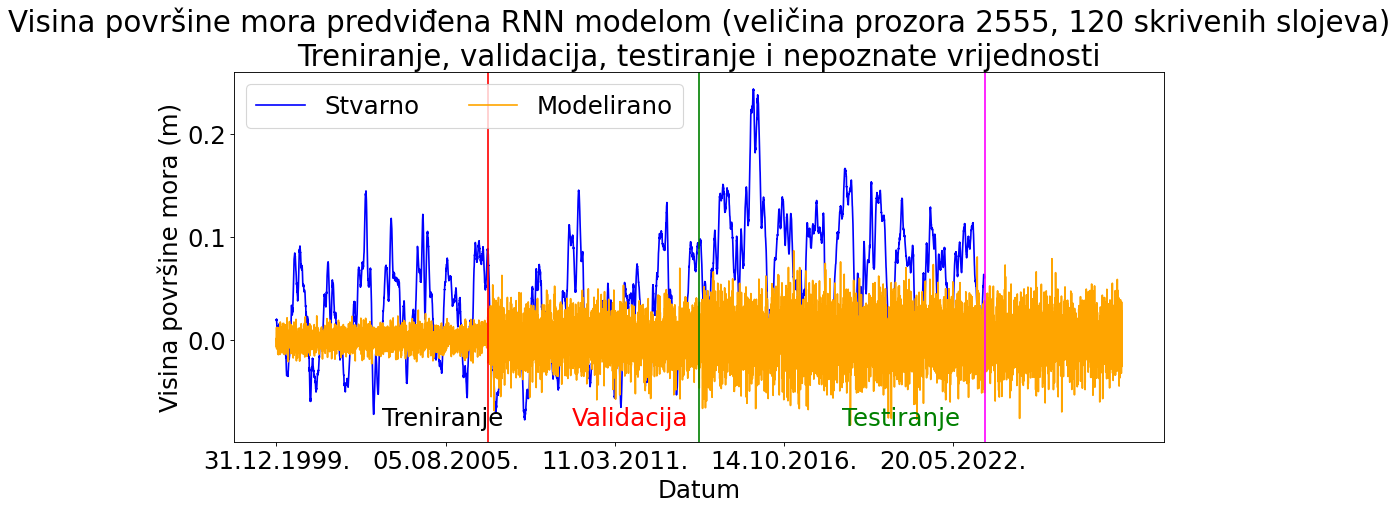 Visina površine mora predviđena RNN modelom (veličina prozora 2555, 120 skrivenih slojeva)
Treniranje, validacija, testiranje i nepoznate vrijednosti
Stvarno
Modelirano
Visina površine mora (m)
0.2
0.1
0.0
Treniranje
Validacija
Testiranje
31.12.1999.
05.08.2005.
11.03.2011.
14.10.2016.
20.05.2022.
Datum